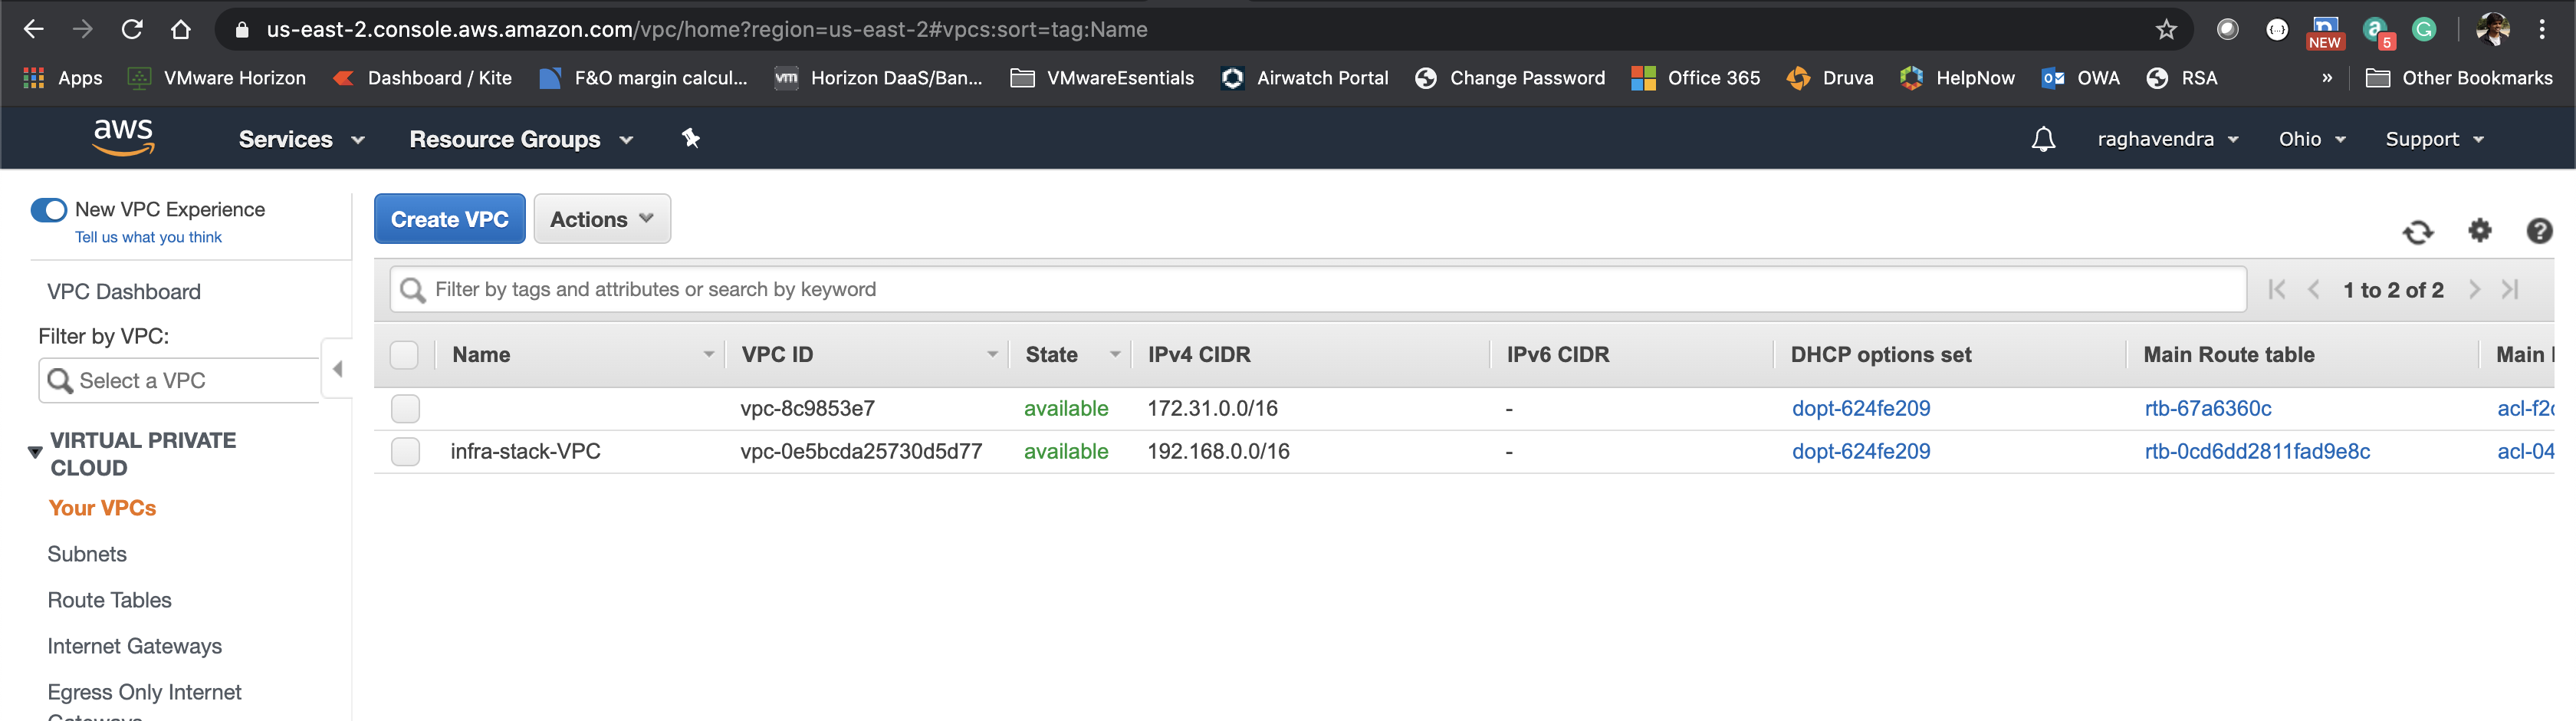 us-east-2.console.aws.amazon.com/vpc/home?region=us-east-2#vpcs:sort=tag:Name
NEW
a
5
Apps VMware Horizon Dashboard / Kite F&O margin calcul... vm Horizon DaaS/Ban... VMwareEsentials Airwatch Portal Change Password Office 365 Druva HelpNow OWA RSA » Other Bookmarks
aws Services Resource Groups raghavendra Ohio Support
New VPC Experience
Tell us what you think
Create VPC Actions
VPC Dashboard
Filter by VPC:
Select a VPC
VIRTUAL PRIVATE
CLOUD
Your VPCs
Subnets
Route Tables
Internet Gateways
Egress Only Internet
Filter by tags and attributes or search by keyword 1 to 2 of 2
Name VPC ID State IPv4 CIDR IPv6 CIDR DHCP options set Main Route table Main
vpc-8c9853e7 available 172.31.0.0/16 - dopt-624fe209 rtb-67a6360c acl-f2
infra-stack-VPC vpc-0e5bcda25730d5d77 available 192.168.0.0/16 - dopt-624fe209 rtb-0cd6dd2811fad9e8c acl-04